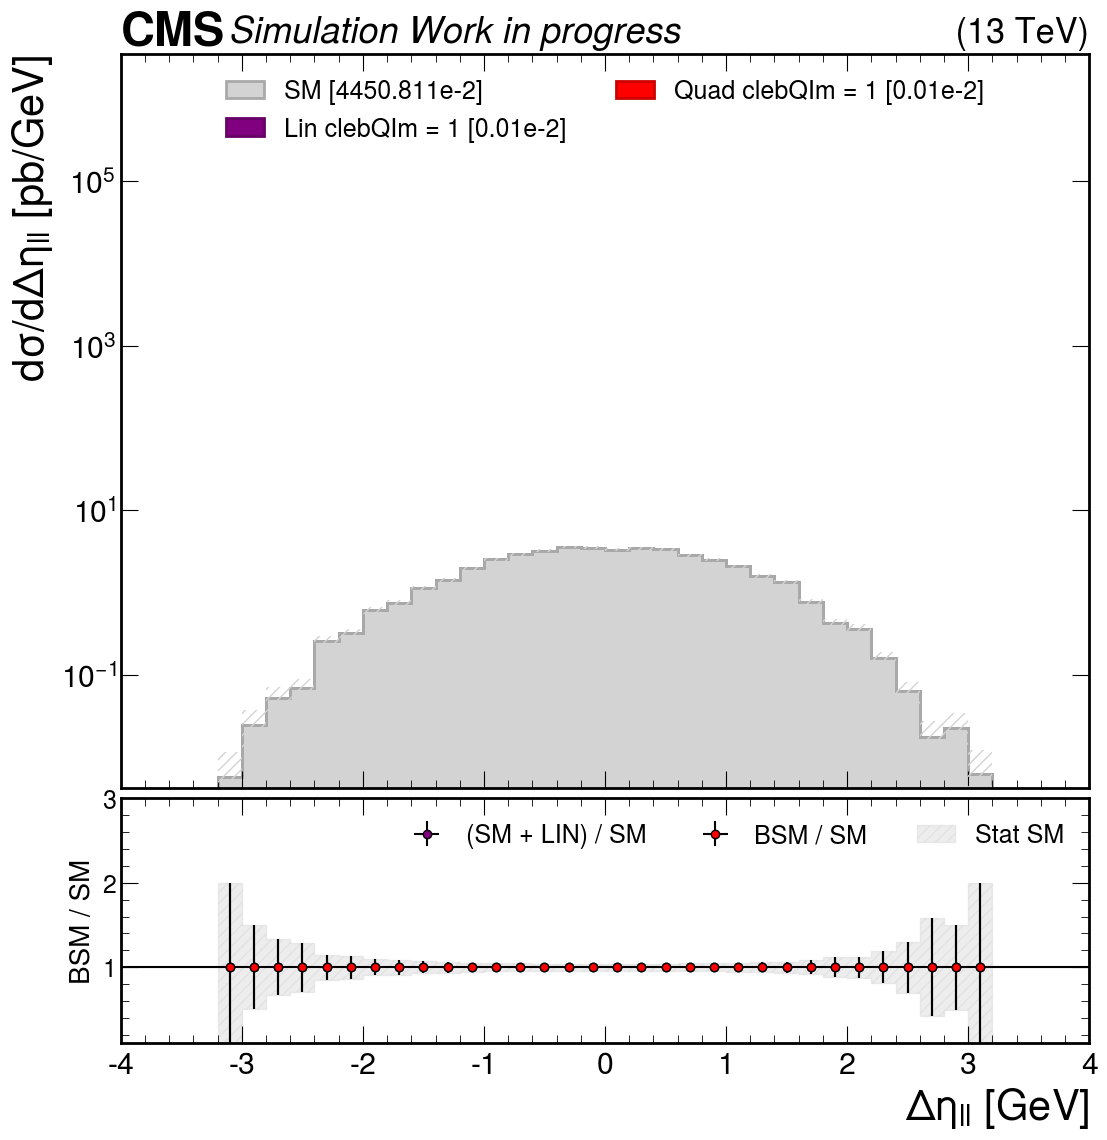 CMS Simulation Work in progress (13 TeV)
dσ/dΔη_ll [pb/GeV]
SM [4450.811e-2]
Quad clebQIm = 1 [0.01e-2]
Lin clebQIm = 1 [0.01e-2]
10⁵
10³
10¹
10⁻¹
BSM / SM
(SM + LIN) / SM
BSM / SM
Stat SM
3
2
1
-4 -3 -2 -1 0 1 2 3 4
Δη_ll [GeV]